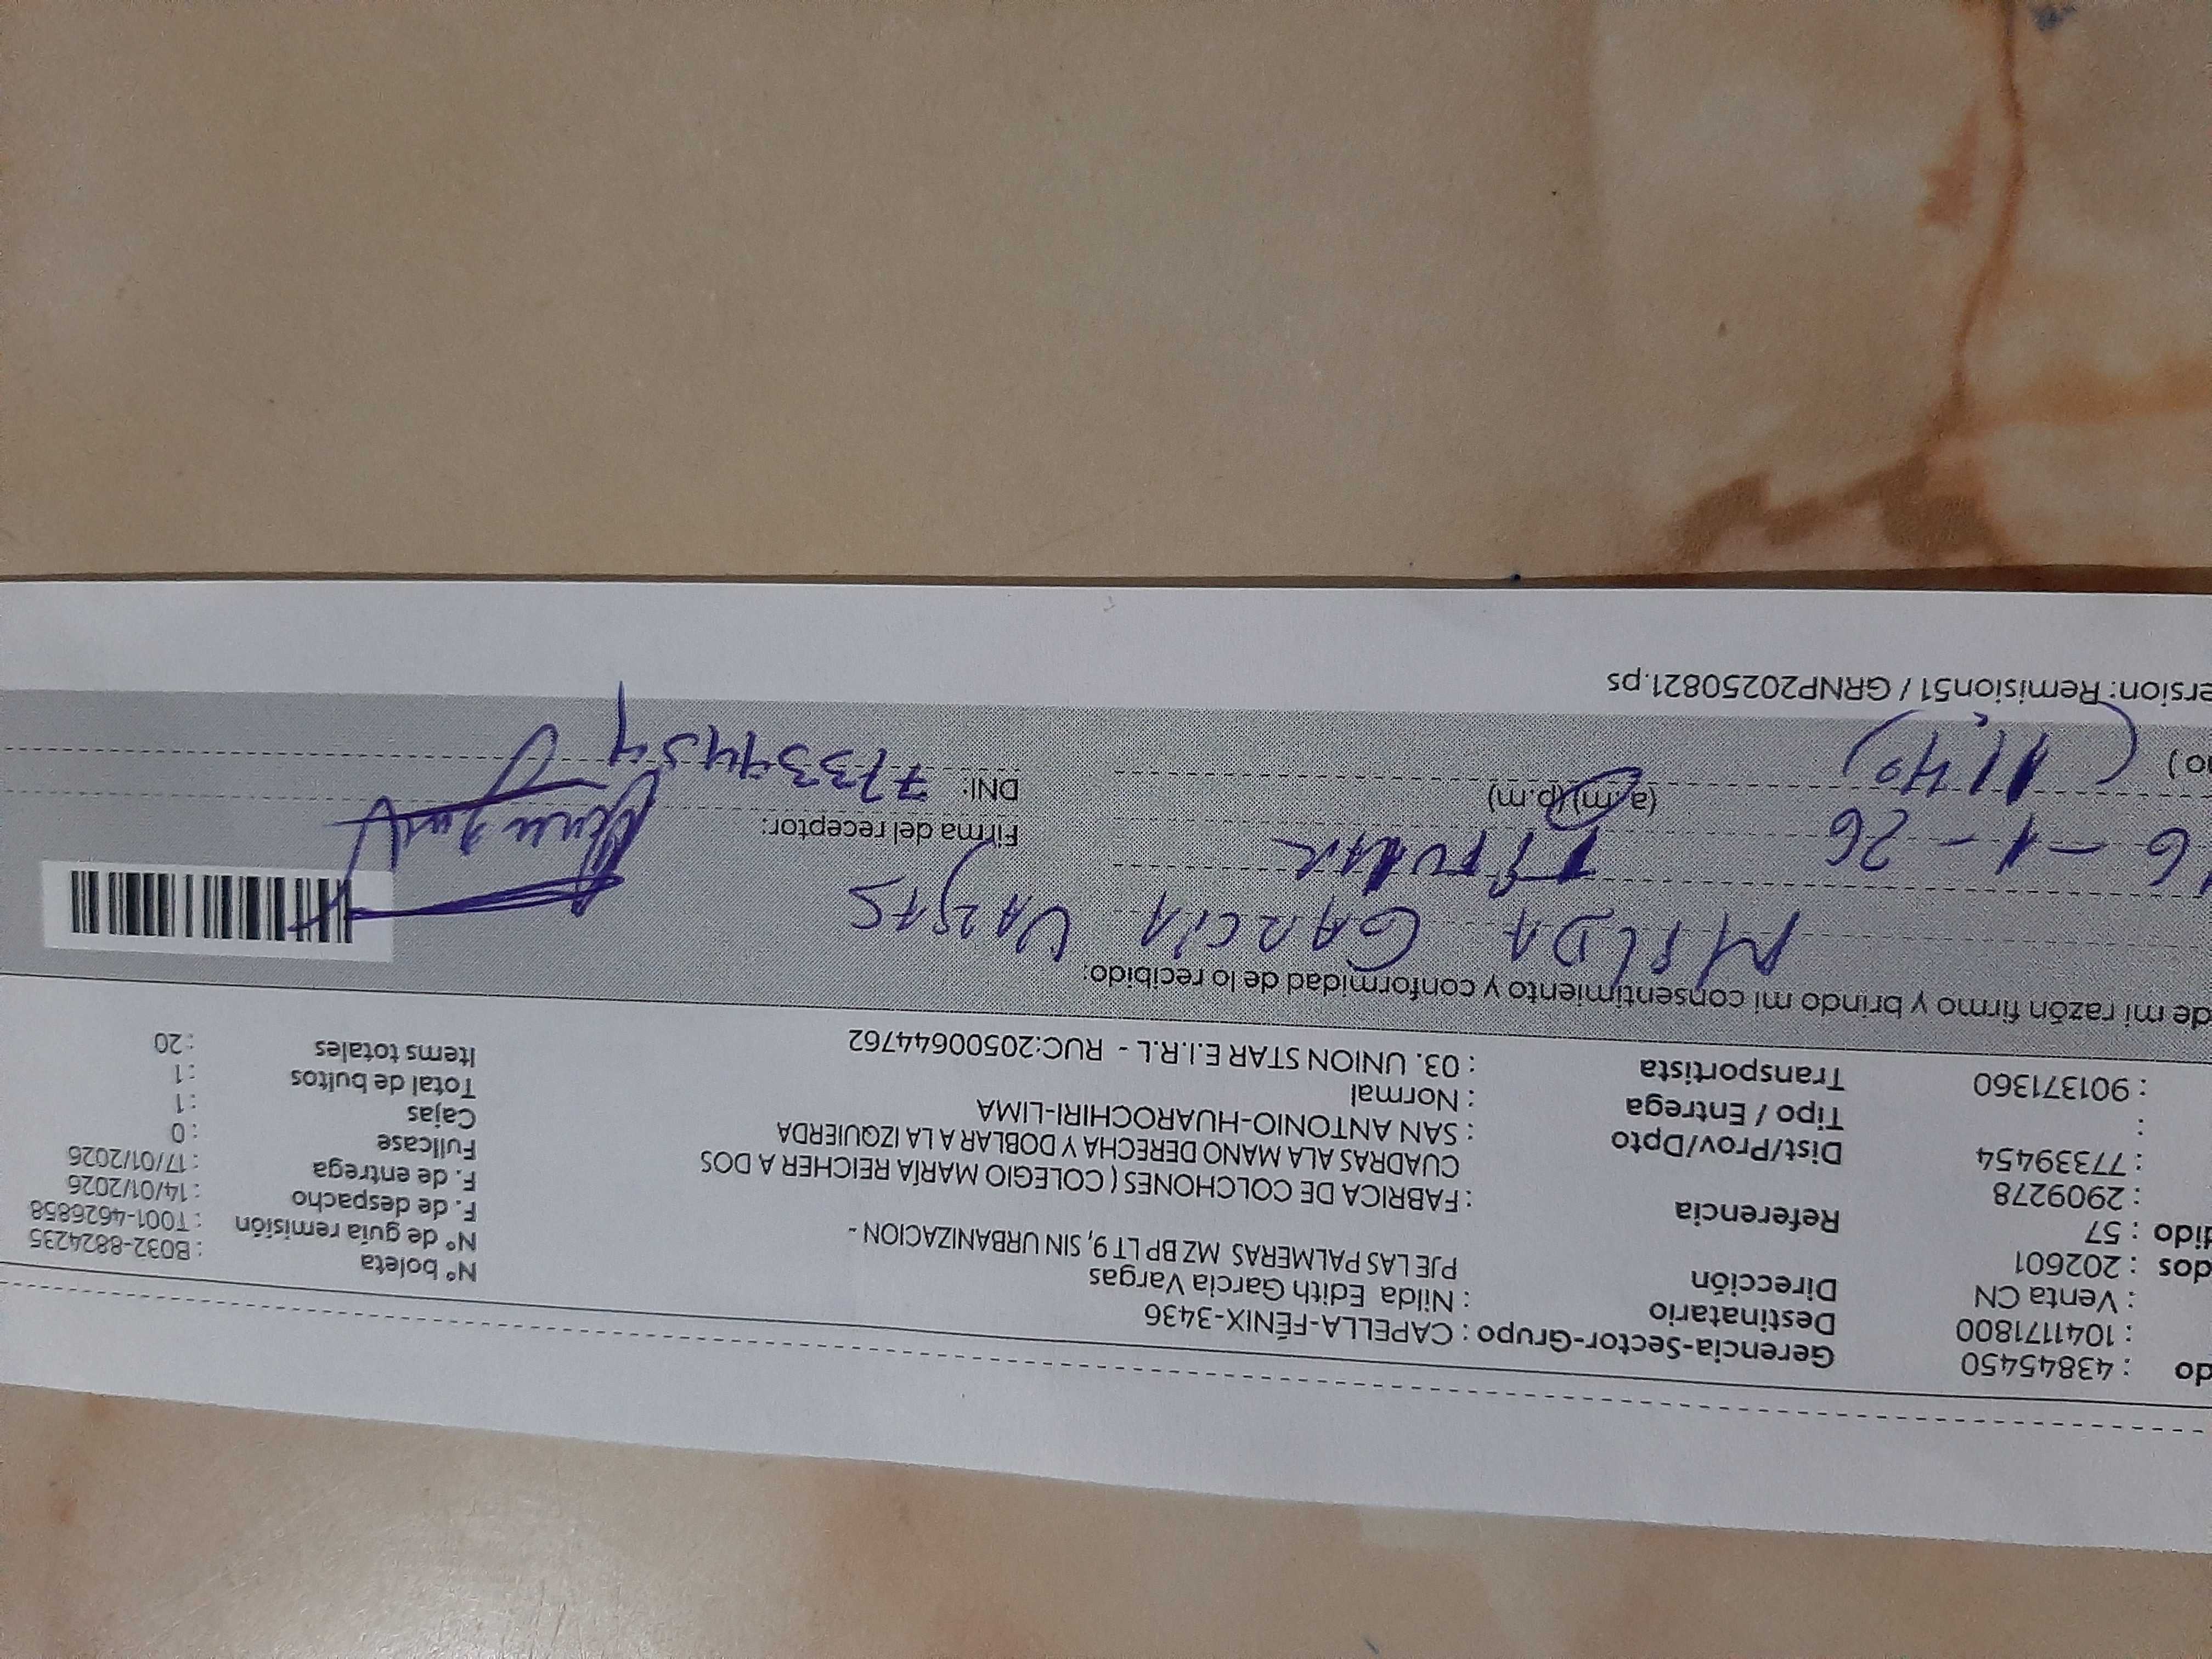 do : 43845450 Gerencia-Sector-Grupo : CAPELLA-FÉNIX-3436
: 1041171800 Destinatario : Nilda Edith García Vargas Nº boleta : B032-8824235
: Venta CN Dirección PJE LAS PALMERAS MZ BP LT 9, SIN URBANIZACION - Nº de guía remisión : T001-4626858
dos : 202601 F. de despacho : 14/01/2026
dido : 57 Referencia : FABRICA DE COLCHONES ( COLEGIO MARÍA REICHER A DOS F. de entrega : 17/01/2026
: 2909278 CUADRAS A LA MANO DERECHA Y DOBLAR A LA IZQUIERDA Fullcase : 0
: 77339454 Dist/Prov/Dpto : SAN ANTONIO-HUAROCHIRI-LIMA Cajas : 1
: Tipo / Entrega : Normal Total de bultos : 1
: 901371360 Transportista : 03. UNION STAR E.I.R.L - RUC:20500644762 Items totales : 20
de mi razón firmo y brindo mi consentimiento y conformidad de lo recibido:
NILDA GARCIA VARGAS
6-1-26 TITULAR Firma del receptor:
no ) (11:40) (a.m) (p.m) DNI: 77339454
ersion: Remision51 / GRNP20250821.ps